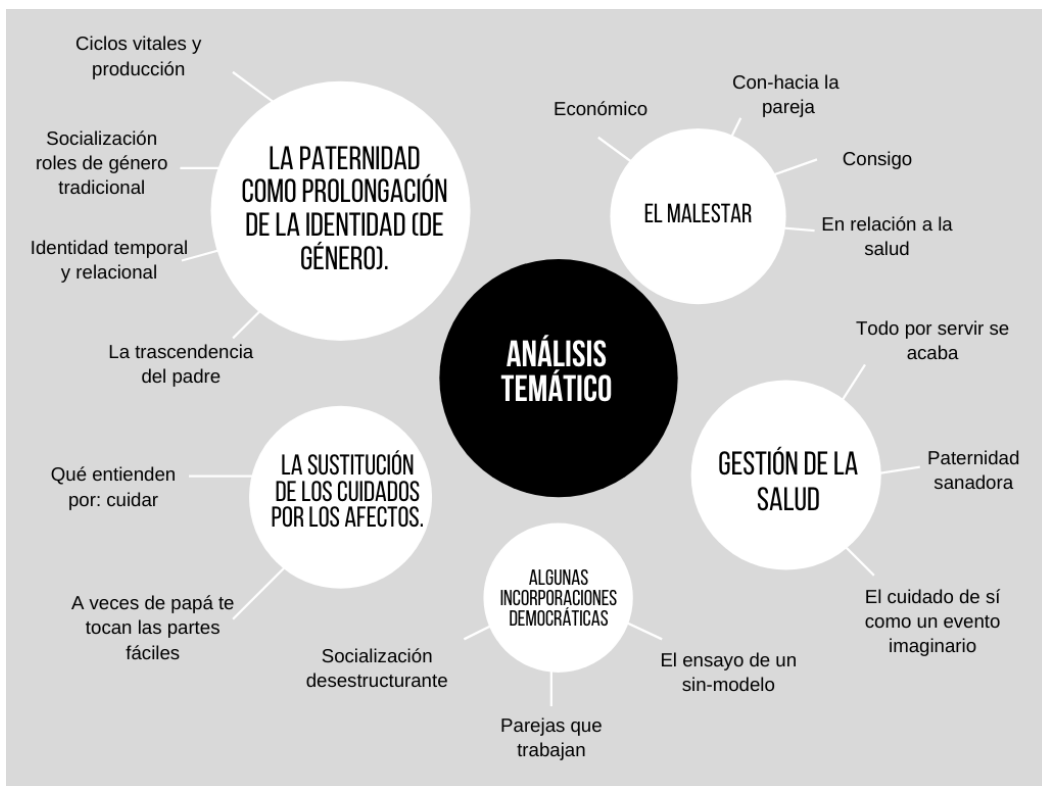 Ciclos vitales y
producción
Socialización
roles de género
tradicional
Identidad temporal
y relacional
La trascendencia
del padre
LA PATERNIDAD
COMO PROLONGACIÓN
DE LA IDENTIDAD (DE
GÉNERO).
Económico
Con-hacia la
pareja
Consigo
En relación a la
salud
EL MALESTAR
ANÁLISIS
TEMÁTICO
Todo por servir se
acaba
Paternidad
sanadora
El cuidado de sí
como un evento
imaginario
GESTIÓN DE LA
SALUD
Qué entienden
por: cuidar
A veces de papá te
tocan las partes
fáciles
LA SUSTITUCIÓN
DE LOS CUIDADOS
POR LOS AFECTOS.
ALGUNAS
INCORPORACIONES
DEMOCRÁTICAS
Socialización
desestructurante
Parejas que
trabajan
El ensayo de un
sin-modelo